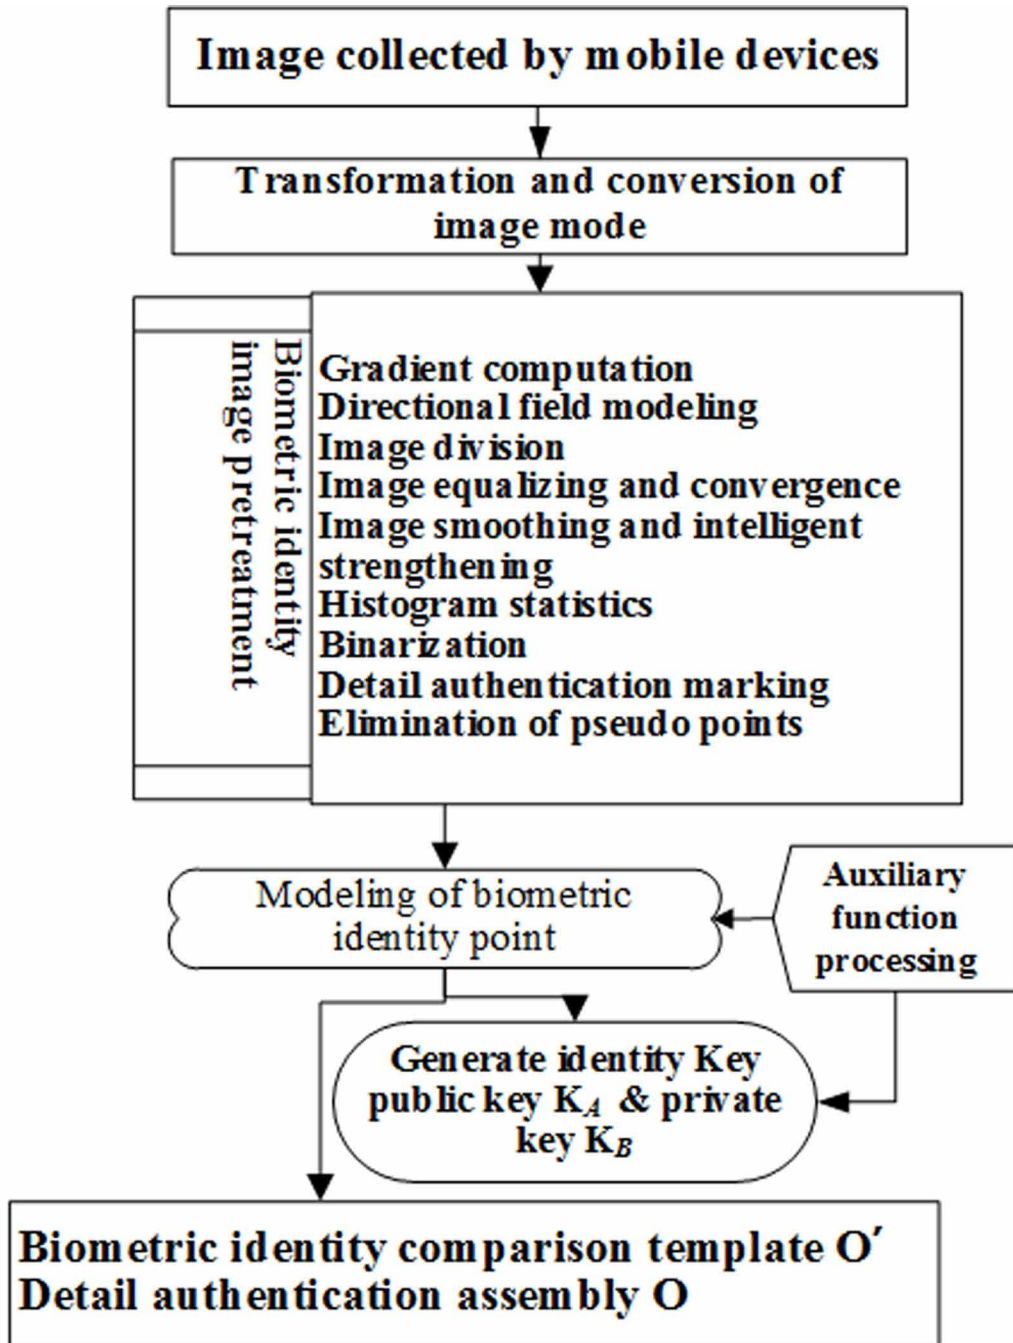 Image collected by mobile devices
Transformation and conversion of
image mode
Biometric identity
image pretreatment
Gradient computation
Directional field modeling
Image division
Image equalizing and convergence
Image smoothing and intelligent
strengthening
Histogram statistics
Binarization
Detail authentication marking
Elimination of pseudo points
Modeling of biometric
identity point
Auxiliary
function
processing
Generate identity Key
public key K_A & private
key K_B
Biometric identity comparison template O′
Detail authentication assembly O